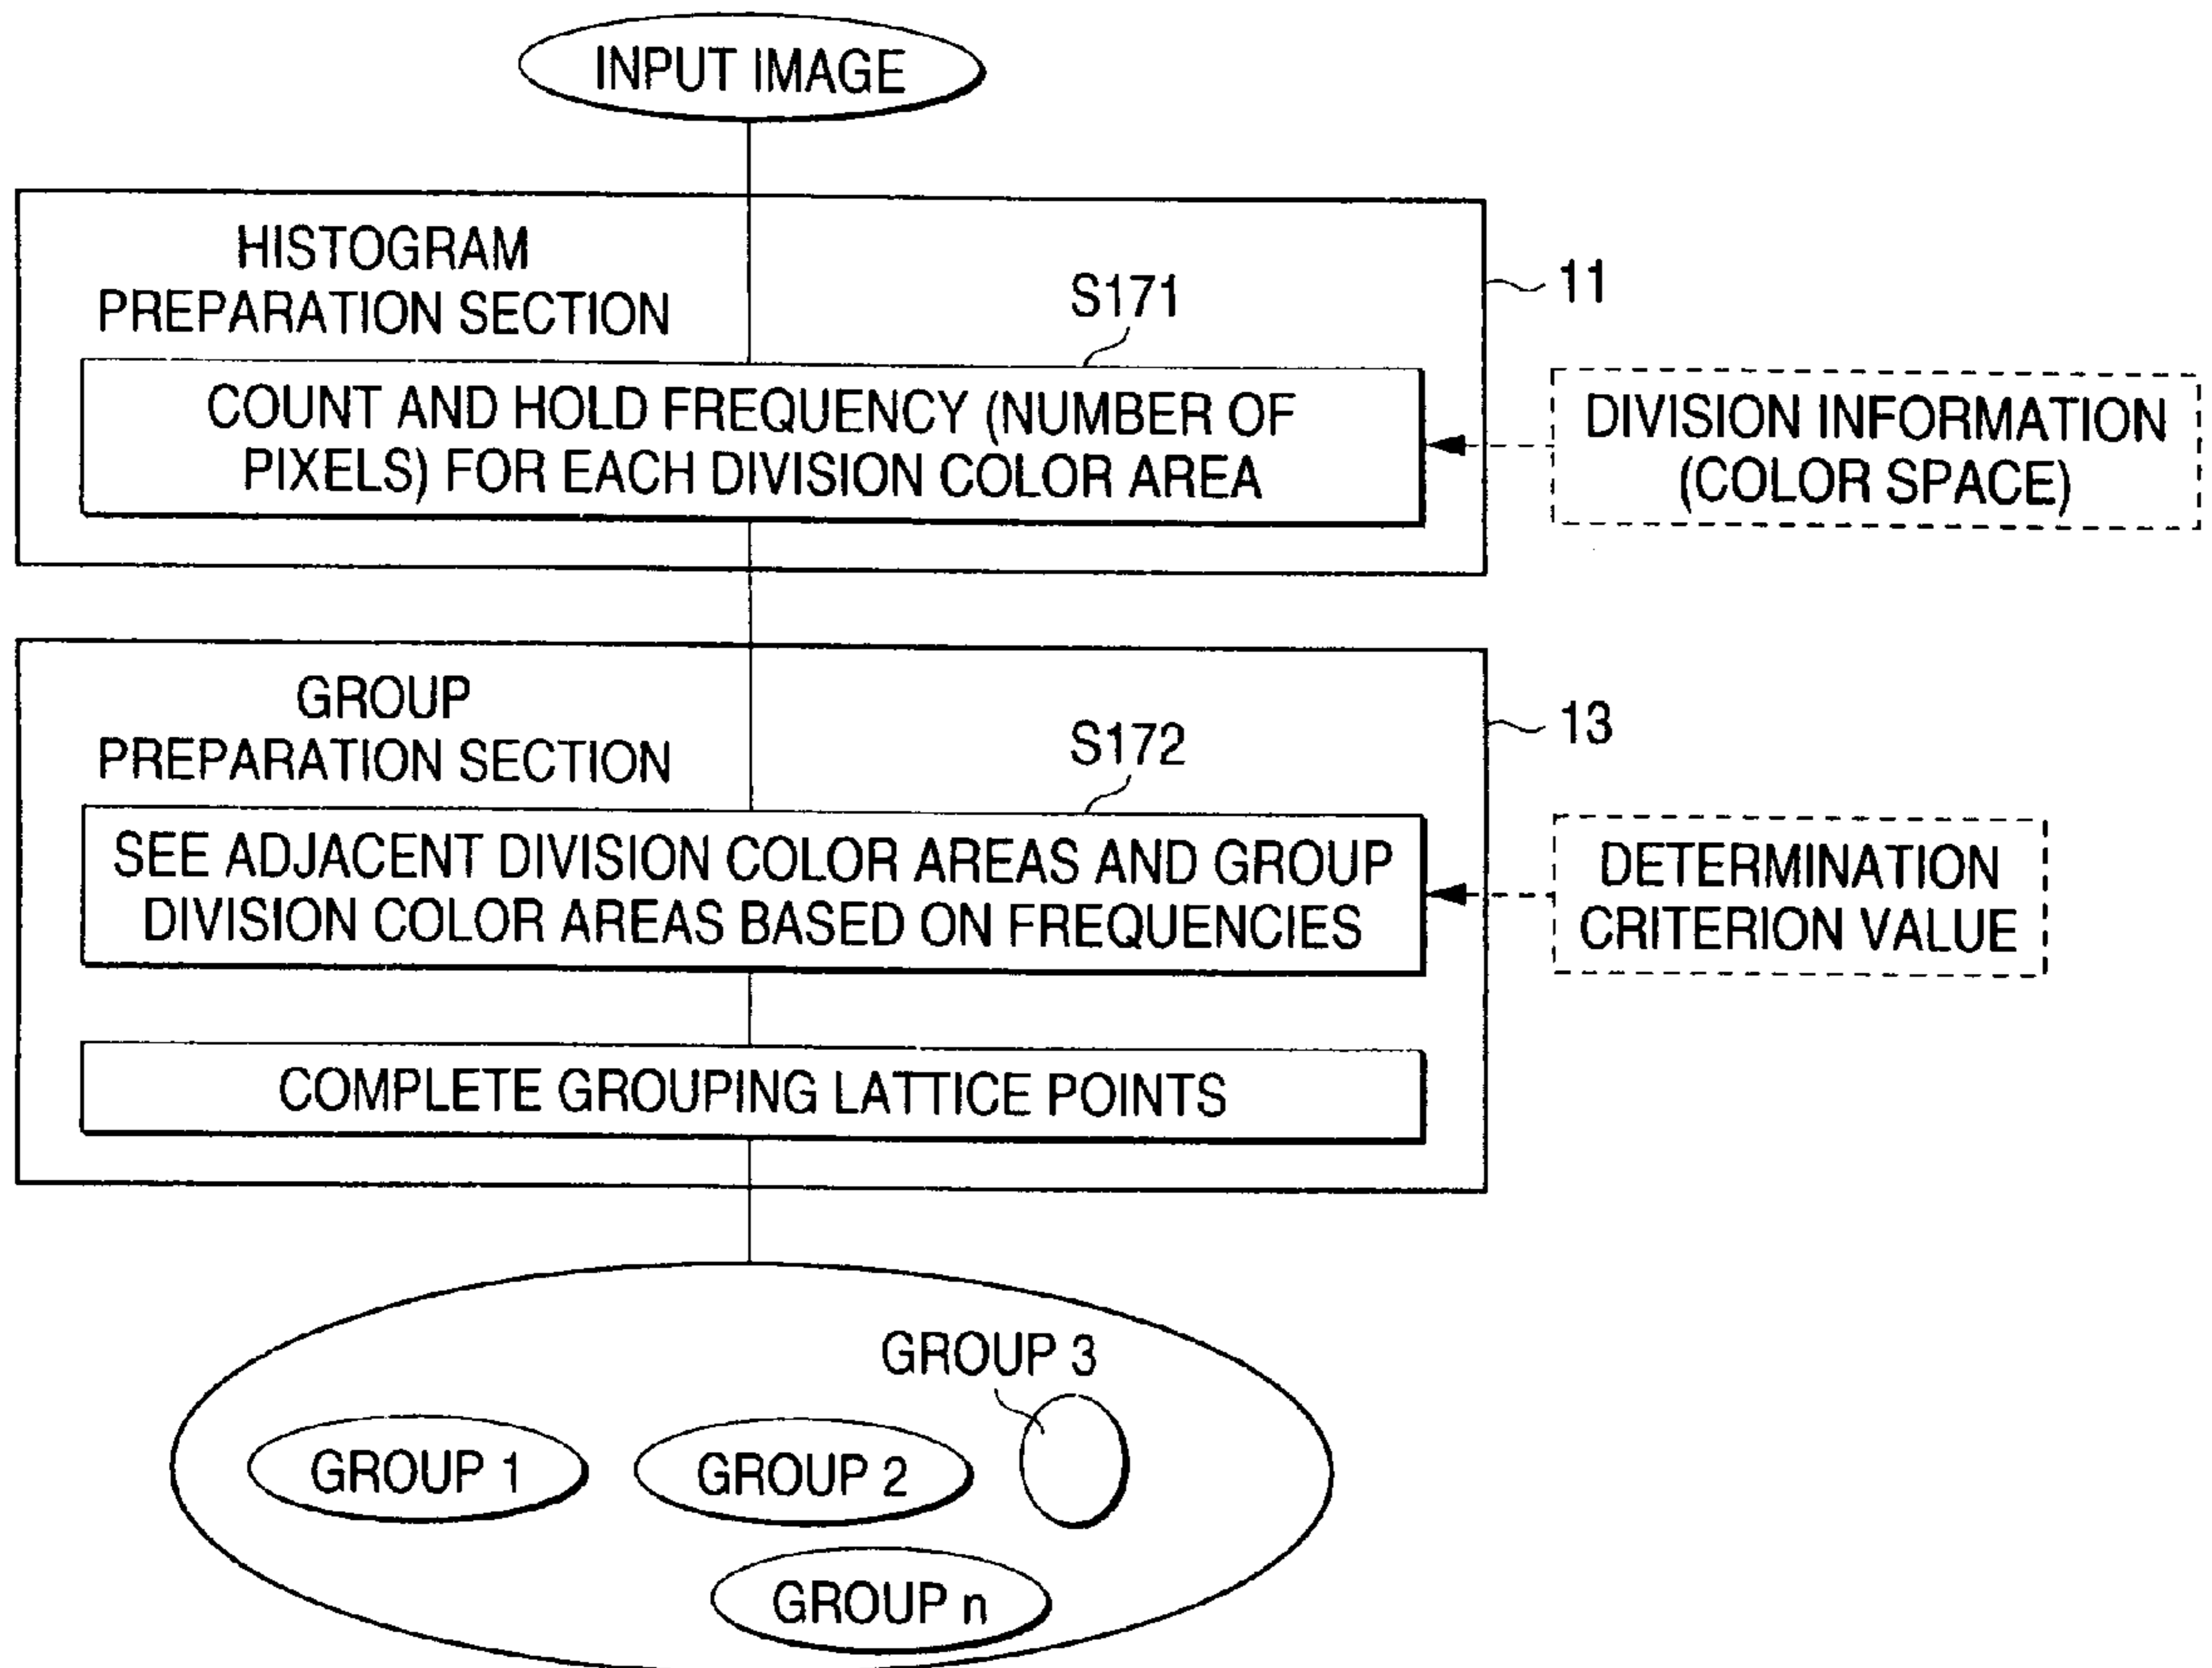 INPUT IMAGE
HISTOGRAM
PREPARATION SECTION
S171
11
COUNT AND HOLD FREQUENCY (NUMBER OF
PIXELS) FOR EACH DIVISION COLOR AREA
DIVISION INFORMATION
(COLOR SPACE)
GROUP
PREPARATION SECTION
S172
13
SEE ADJACENT DIVISION COLOR AREAS AND GROUP
DIVISION COLOR AREAS BASED ON FREQUENCIES
DETERMINATION
CRITERION VALUE
COMPLETE GROUPING LATTICE POINTS
GROUP 3
GROUP 1
GROUP 2
GROUP n